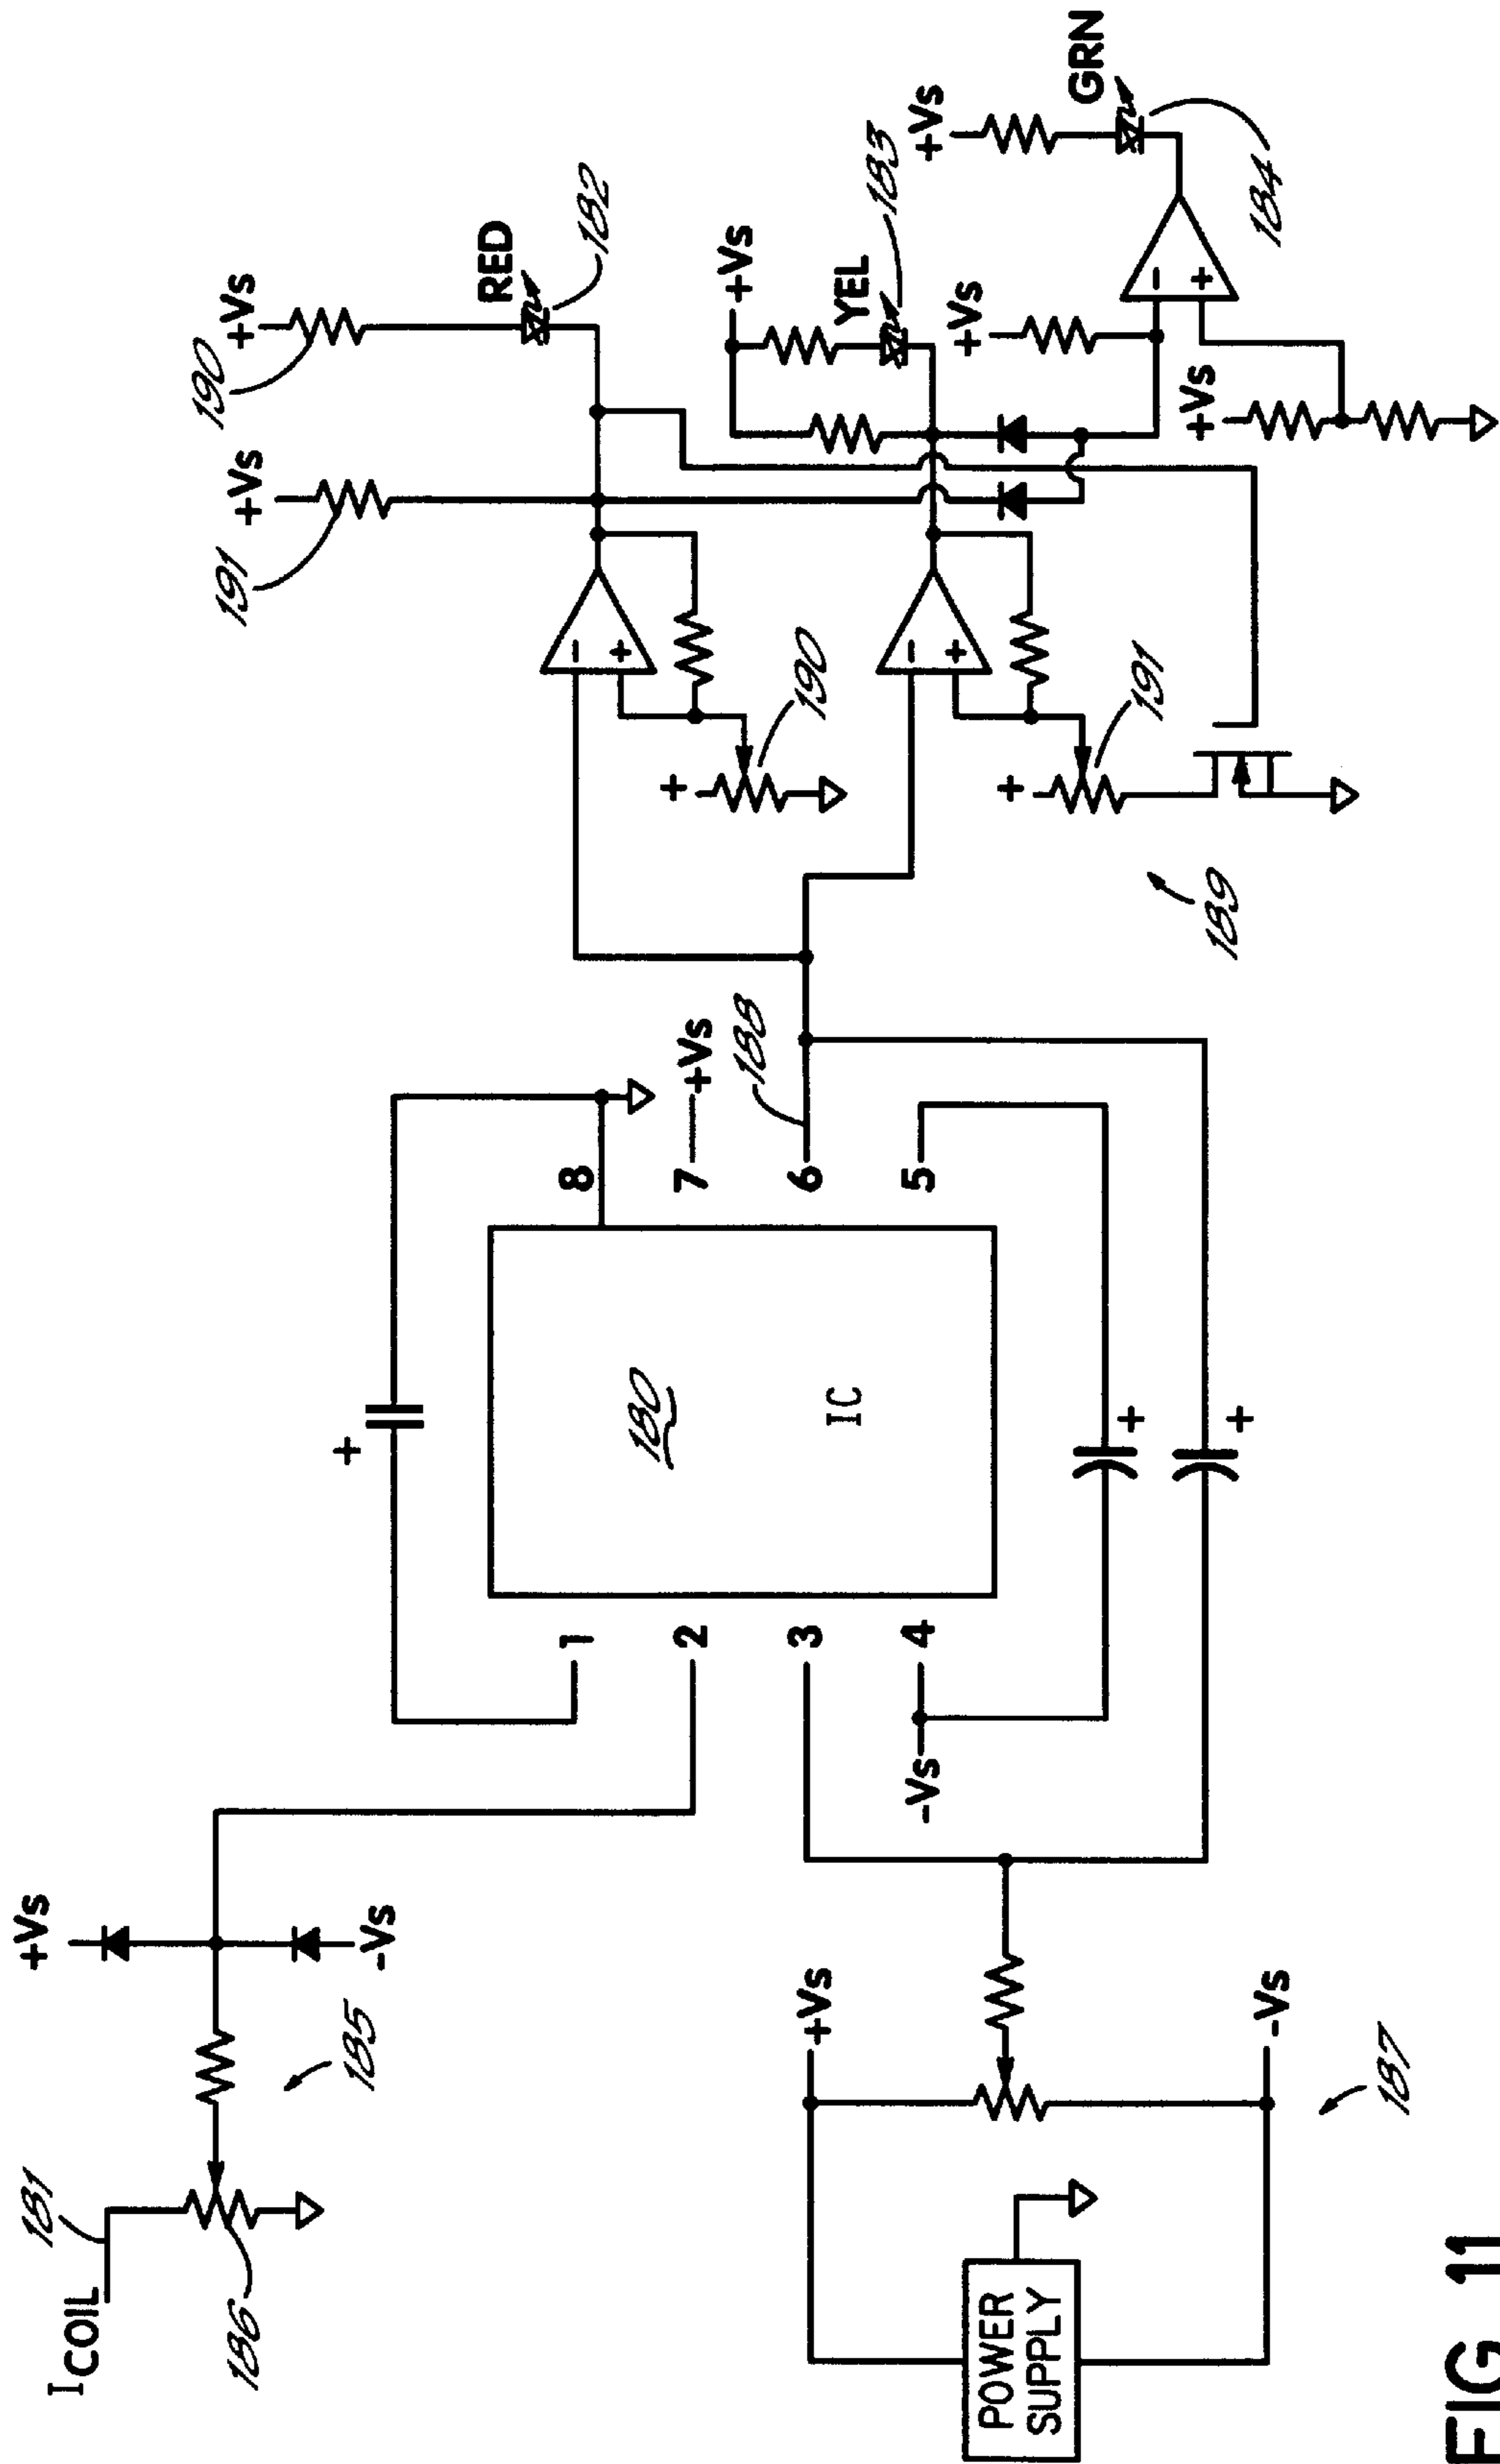 +Vs
190
+Vs
191
RED
182
+Vs
YEL
183
+Vs
GRN
184
+Vs
+Vs
-
+
-
+
-
+
+
190
+
191
189
188
8
7
+Vs
6
5
+
180
IC
+
+
1
2
3
4
-Vs
+Vs
-Vs
185
ICOIL
181
186
+Vs
-Vs
187
POWER
SUPPLY
FIG 11